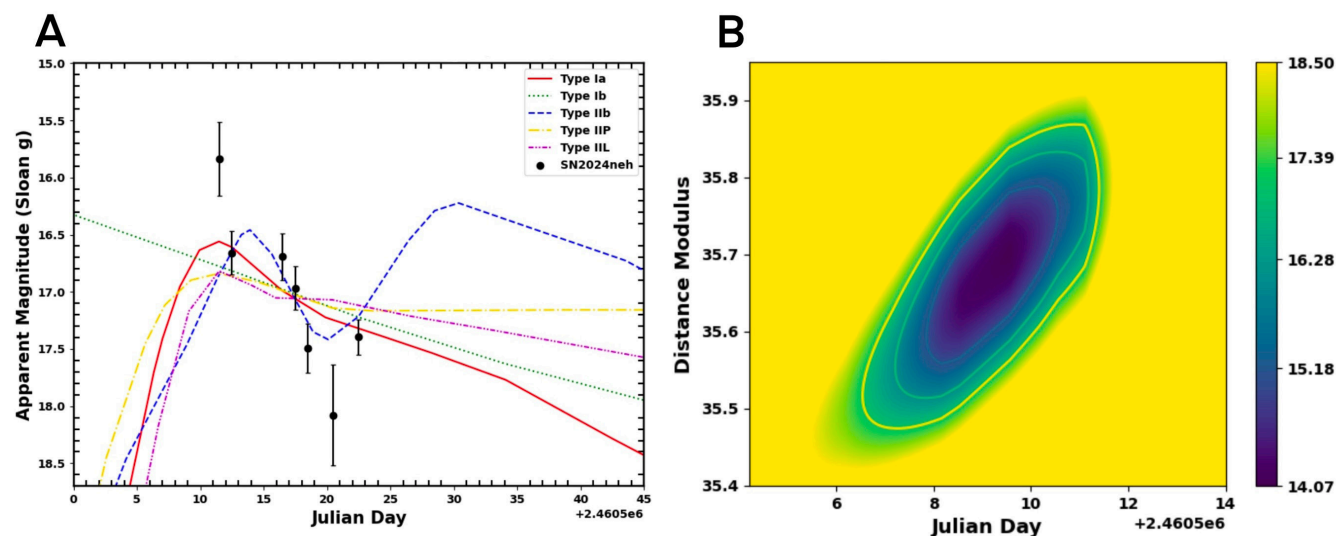 A
B
Apparent Magnitude (Sloan g)
15.0
15.5
16.0
16.5
17.0
17.5
18.0
18.5
Type Ia
Type Ib
Type IIb
Type IIP
Type IIL
SN2024neh
0
5
10
15
20
25
30
35
40
45
Julian Day
+2.4605e6
Distance Modulus
35.9
35.8
35.7
35.6
35.5
35.4
6
8
10
12
14
Julian Day
+2.4605e6
18.50
17.39
16.28
15.18
14.07